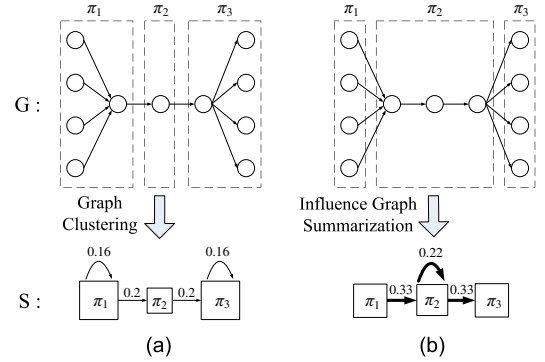 π1 π2 π3 π1 π2 π3
G :
Graph Clustering
Influence Graph Summarization
0.16 0.16 0.22
S : π1 0.2 π2 0.2 π3 π1 0.33 π2 0.33 π3
(a) (b)